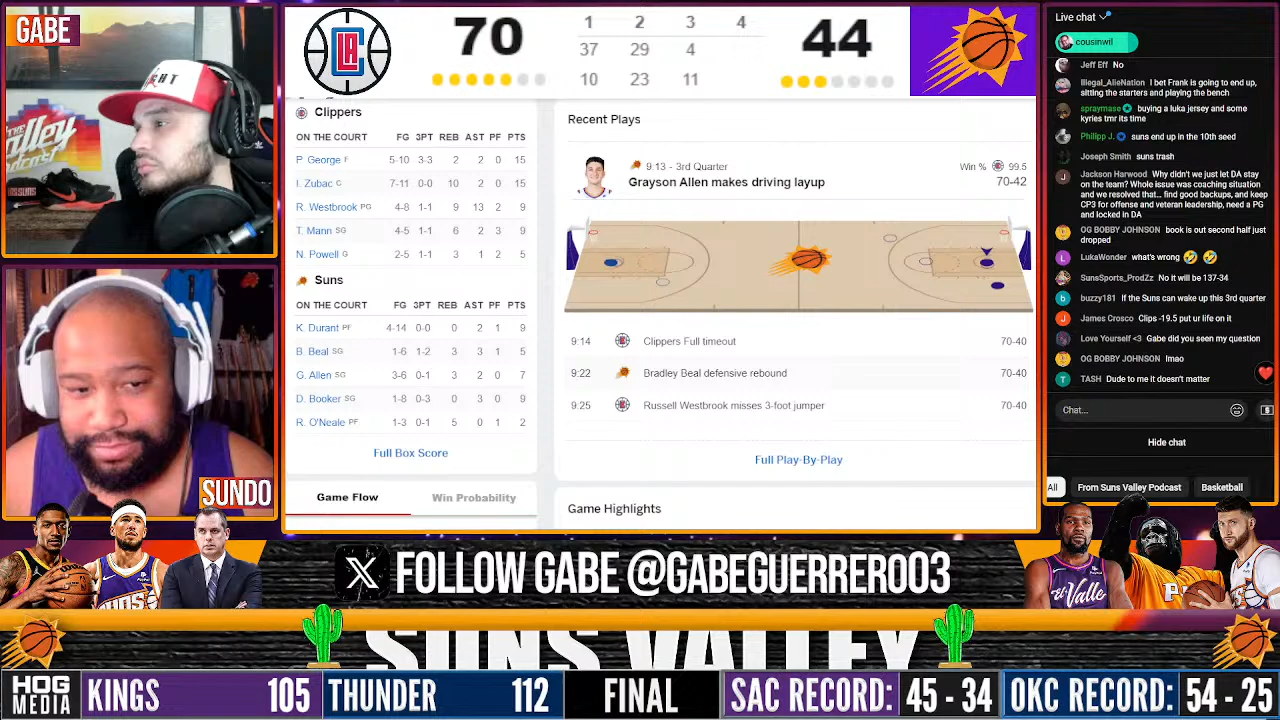 GABE
THE
Valley
PODCAST
SUNDO
LA
70
1 2 3 4
37 29 4
10 23 11
44
Clippers
ON THE COURT FG 3PT REB AST PF PTS
P. George F 5-10 3-3 2 2 0 15
I. Zubac C 7-11 0-0 10 2 0 15
R. Westbrook PG 4-8 1-1 9 13 2 9
T. Mann SG 4-5 1-1 6 2 3 9
N. Powell G 2-5 1-1 3 1 2 5
Suns
ON THE COURT FG 3PT REB AST PF PTS
K. Durant PF 4-14 0-0 0 2 1 9
B. Beal SG 1-6 1-2 3 3 1 5
G. Allen SG 3-6 0-1 3 2 0 7
D. Booker SG 1-8 0-3 0 3 0 9
R. O'Neale PF 1-3 0-1 5 0 1 2
Full Box Score
Game Flow Win Probability
Recent Plays
9:13 - 3rd Quarter Win % 99.5
Grayson Allen makes driving layup 70-42
9:14 Clippers Full timeout 70-40
9:22 Bradley Beal defensive rebound 70-40
9:25 Russell Westbrook misses 3-foot jumper 70-40
Full Play-By-Play
Game Highlights
Live chat
cousinwil
Jeff Eff No
Illegal_AlieNation I bet Frank is going to end up,
sitting the starters and playing the bench
spraymase buying a luka jersey and some
kyries tmr its time
Philipp J. suns end up in the 10th seed
Joseph Smith suns trash
Jackson Harwood Why didn't we just let DA stay
on the team? Whole issue was coaching situation
and we resolved that... find good backups, and keep
CP3 for offense and veteran leadership, need a PG
and locked in DA
OG BOBBY JOHNSON book is out second half just
dropped
LukaWonder what's wrong 🤣 🤣
SunsSports_ProdZz No it will be 137-34
buzzy181 If the Suns can wake up this 3rd quarter
James Crosco Clips -19.5 put ur life on it
Love Yourself <3 Gabe did you seen my question
OG BOBBY JOHNSON lmao
TASH Dude to me it doesn't matter
Chat...
Hide chat
All From Suns Valley Podcast Basketball
FOLLOW GABE @GABEGUERRERO03
SUNS VALLEY
HOG
MEDIA
KINGS 105 THUNDER 112 FINAL SAC RECORD: 45 - 34 OKC RECORD: 54 - 25